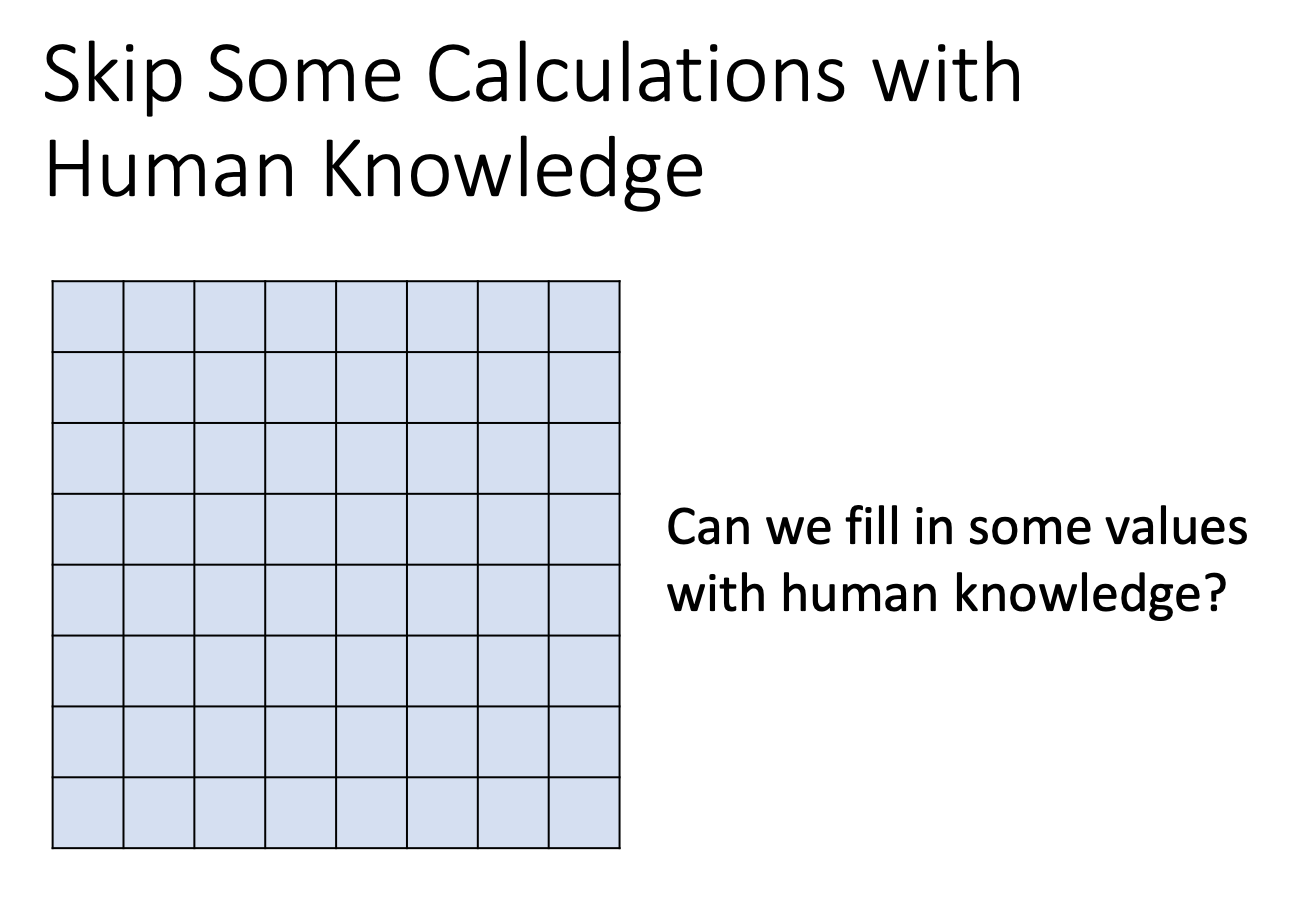 Skip Some Calculations with
Human Knowledge
Can we fill in some values
with human knowledge?